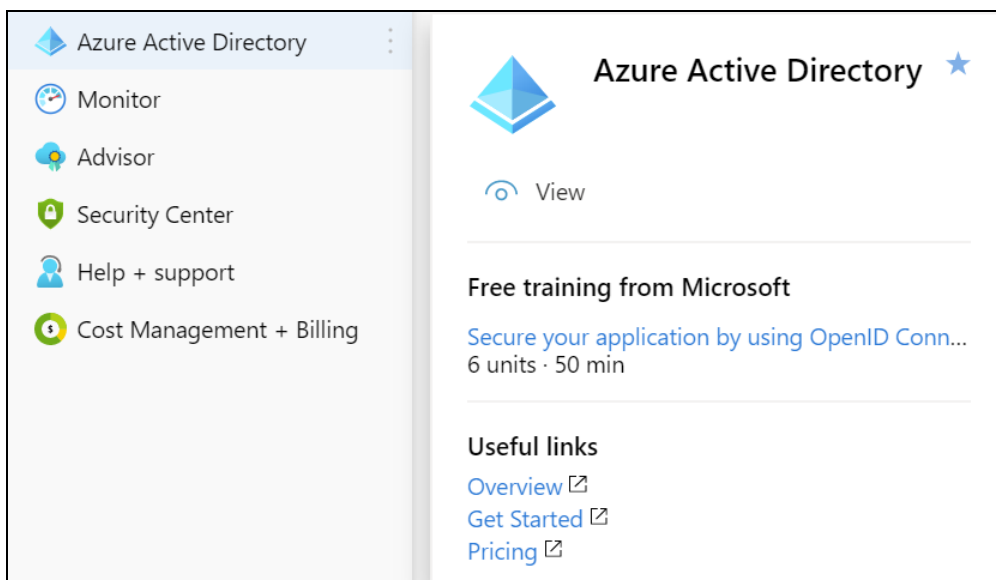 Azure Active Directory
Monitor
Advisor
Security Center
Help + support
Cost Management + Billing
Azure Active Directory
View
Free training from Microsoft
Secure your application by using OpenID Conn...
6 units · 50 min
Useful links
Overview
Get Started
Pricing